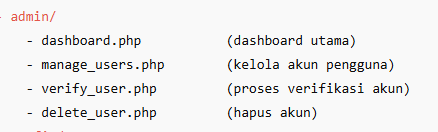 - admin/
- dashboard.php (dashboard utama)
- manage_users.php (kelola akun pengguna)
- verify_user.php (proses verifikasi akun)
- delete_user.php (hapus akun)